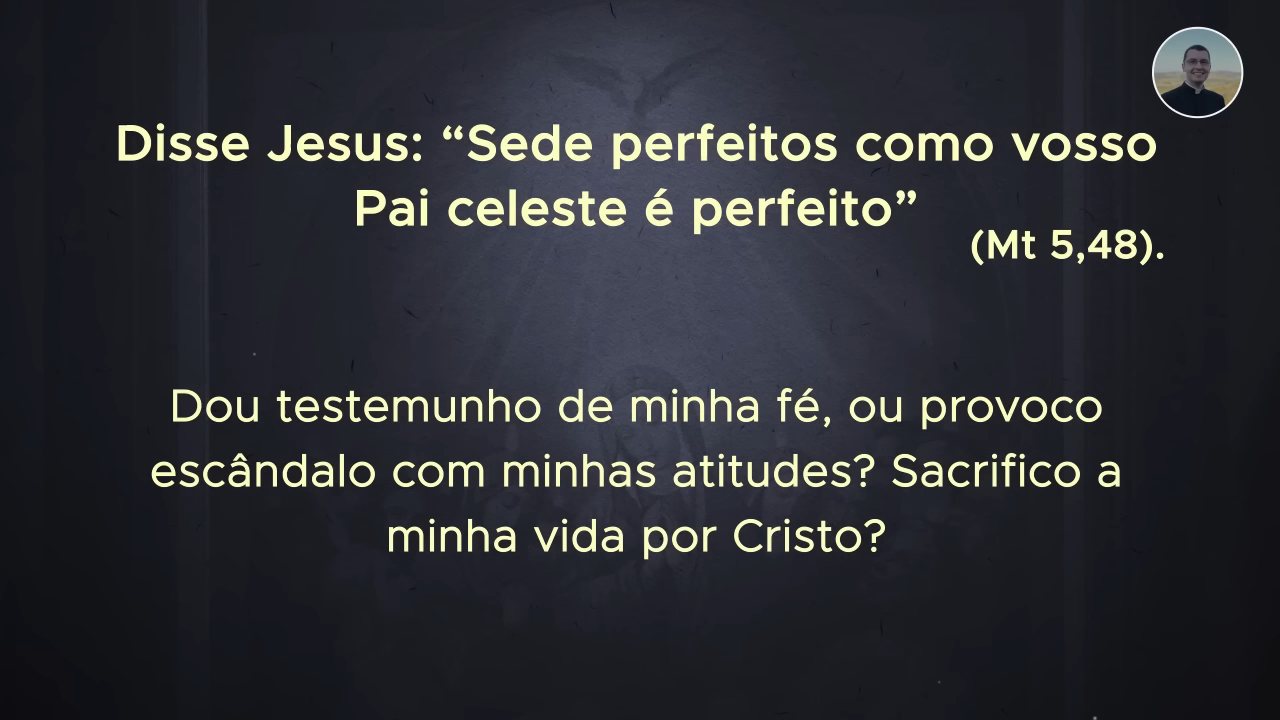 Disse Jesus: “Sede perfeitos como vosso
Pai celeste é perfeito”
(Mt 5,48).
Dou testemunho de minha fé, ou provoco
escândalo com minhas atitudes? Sacrifico a
minha vida por Cristo?